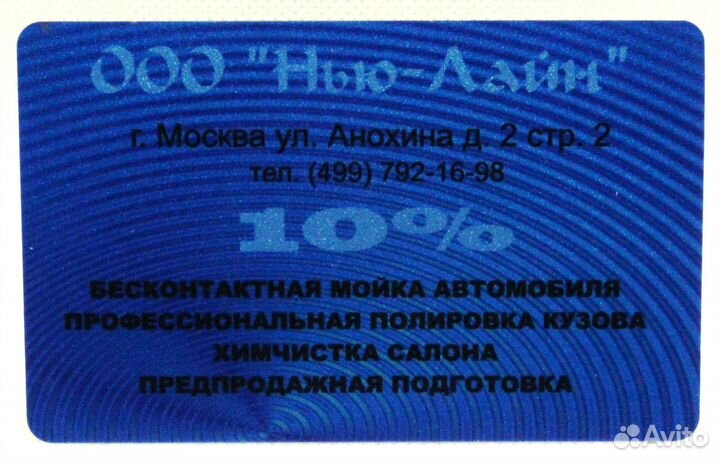 ООО "Нью-Лайн"
г. Москва ул. Анохина д. 2 стр. 2
тел. (499) 792-16-98
10%
БЕСКОНТАКТНАЯ МОЙКА АВТОМОБИЛЯ
ПРОФЕССИОНАЛЬНАЯ ПОЛИРОВКА КУЗОВА
ХИМЧИСТКА САЛОНА
ПРЕДПРОДАЖНАЯ ПОДГОТОВКА
Avito